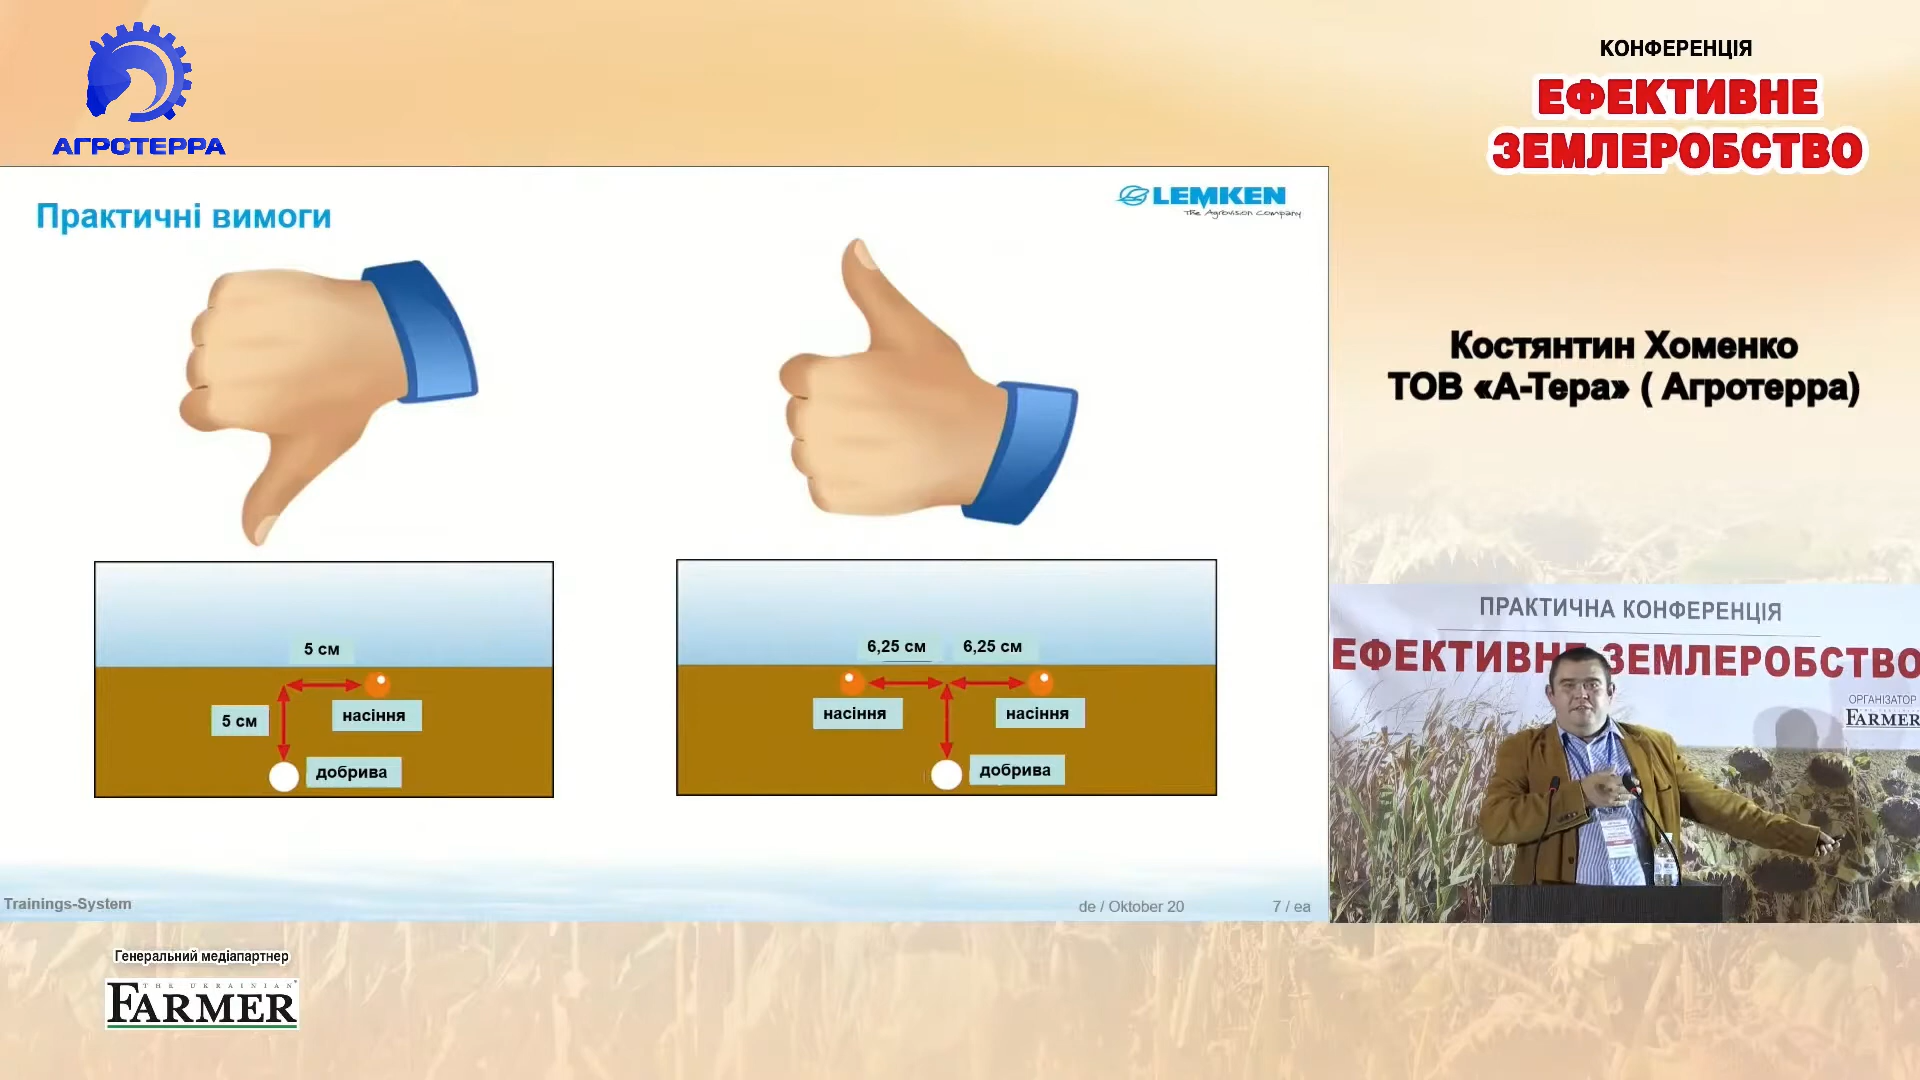 АГРОТЕРРА
КОНФЕРЕНЦІЯ
ЕФЕКТИВНЕ
ЗЕМЛЕРОБСТВО
Практичні вимоги
LEMKEN
The Agrovision Company
5 см
5 см
насіння
добрива
6,25 см 6,25 см
насіння насіння
добрива
Trainings-System
de / Oktober 20
7 / ea
Костянтин Хоменко
ТОВ «А-Тера» ( Агротерра)
ПРАКТИЧНА КОНФЕРЕНЦІЯ
ЕФЕКТИВН ЗЕМЛЕРОБСТВО
ОРГАНІЗАТОР
FARMER
Генеральний медіапартнер
THE UKRAINIAN
FARMER